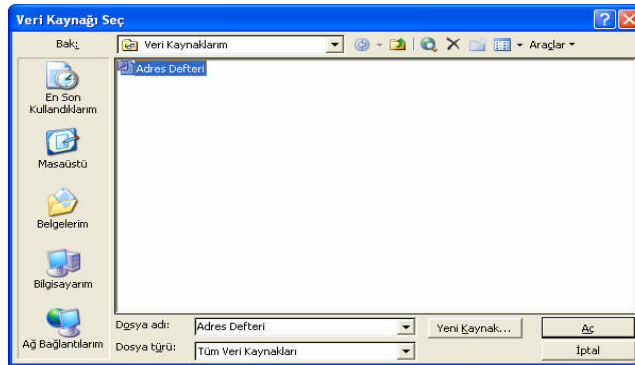 Veri Kaynağı Seç
Bak:
Veri Kaynaklarım
Araçlar
Adres Defteri
En Son
Kullandıklarım
Masaüstü
Belgelerim
Bilgisayarım
Ağ Bağlantılarım
Dosya adı:
Adres Defteri
Yeni Kaynak...
Aç
Dosya türü:
Tüm Veri Kaynakları
İptal